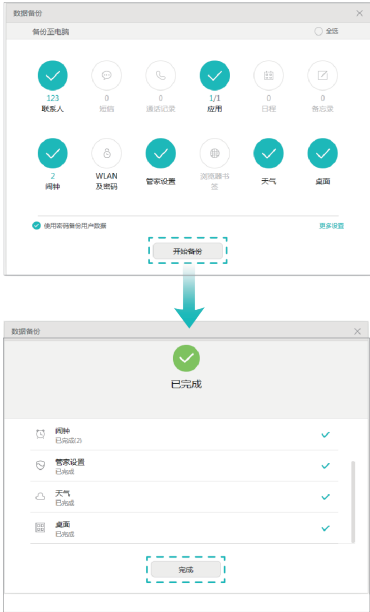 数据备份
备份至电脑
全选
123 0 0 1/1 0 0
联系人 短信 通话记录 应用 日程 备忘录
2 WLAN 管家设置 浏览器书 天气 桌面
闹钟 及密码 签
使用密码备份用户数据 更多设置
开始备份
数据备份
已完成
闹钟
已完成(2)
管家设置
已完成
天气
已完成
桌面
已完成
完成